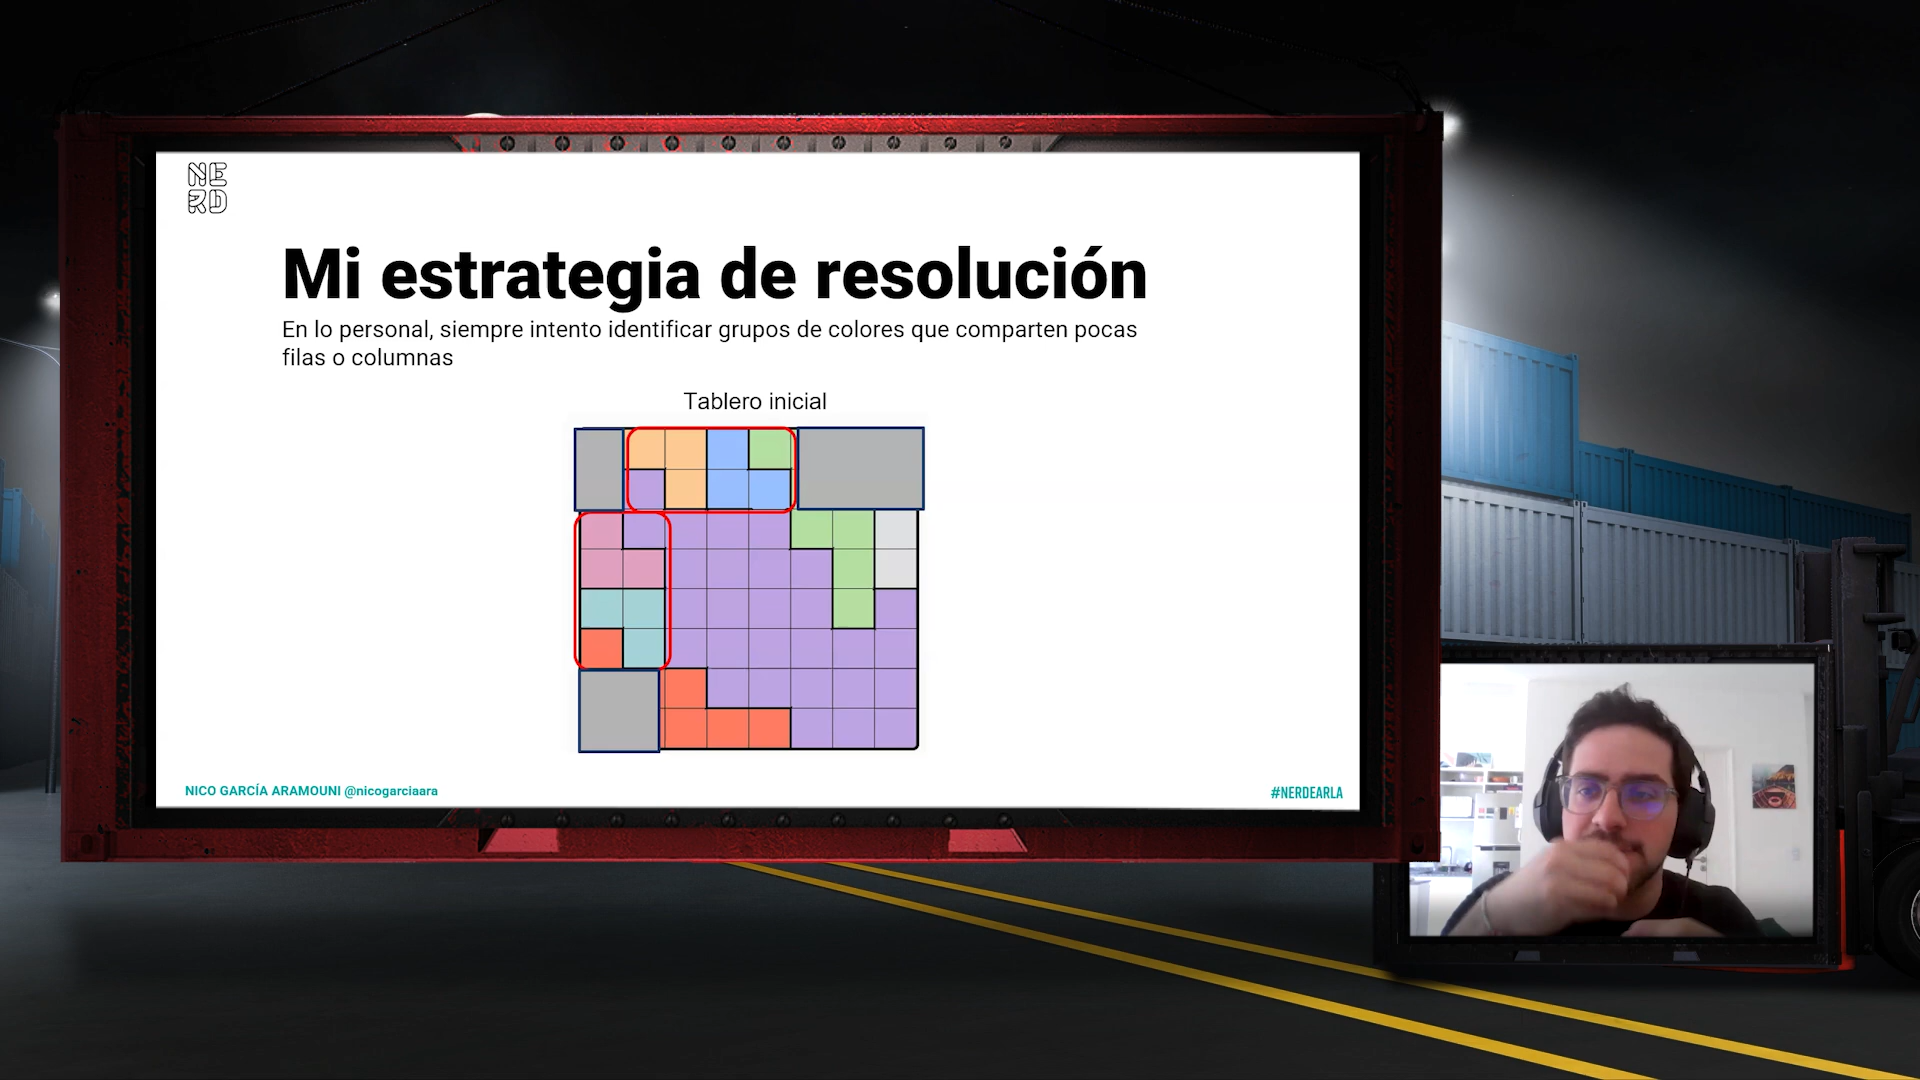 NE
RD
Mi estrategia de resolución
En lo personal, siempre intento identificar grupos de colores que comparten pocas
filas o columnas
Tablero inicial
NICO GARCÍA ARAMOUNI @nicogarciaara
#NERDEARLA